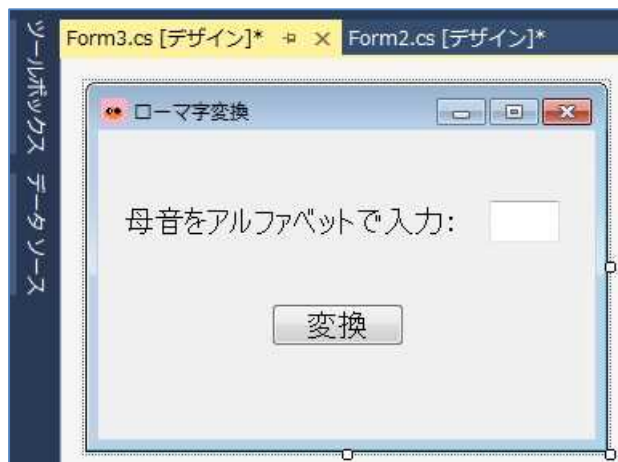 ツールボックス
データ ソース
Form3.cs [デザイン]*
Form2.cs [デザイン]*
ローマ字変換
母音をアルファベットで入力:
変換